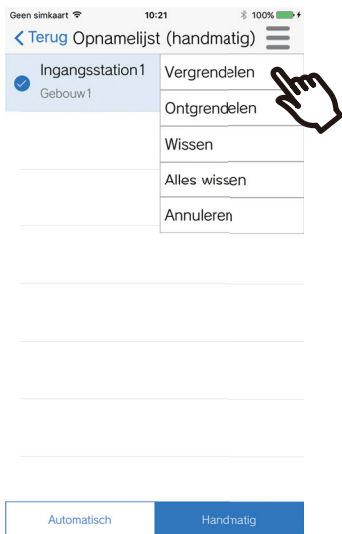 Geen simkaart 10:21 100%
Terug Opnamelijst (handmatig)
Ingangsstation1
Gebouw1
Vergrendelen
Ontgrendelen
Wissen
Alles wissen
Annuleren
Automatisch Handmatig